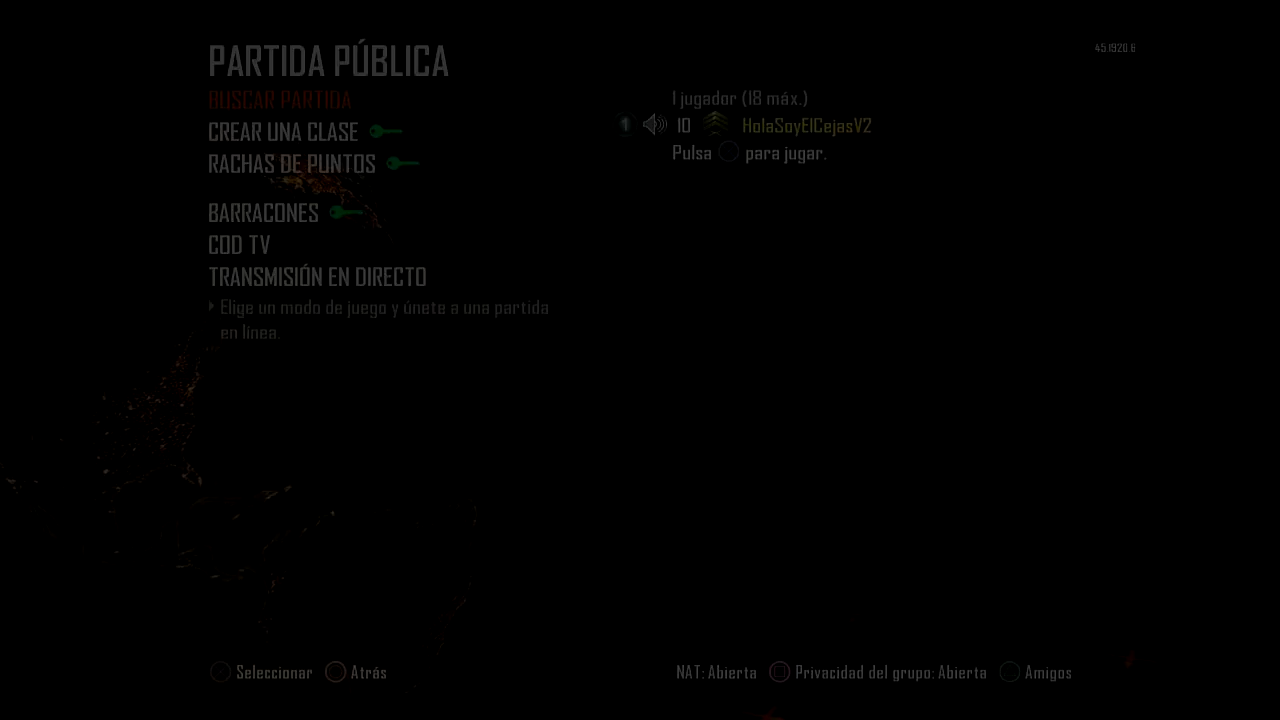 PARTIDA PÚBLICA
45.1920.6
BUSCAR PARTIDA
1 jugador (18 máx.)
CREAR UNA CLASE
1 10 HolaSoyElCejasV2
RACHAS DE PUNTOS
Pulsa para jugar.
BARRACONES
COD TV
TRANSMISIÓN EN DIRECTO
Elige un modo de juego y únete a una partida
en línea.
Seleccionar Atrás
NAT: Abierta Privacidad del grupo: Abierta Amigos